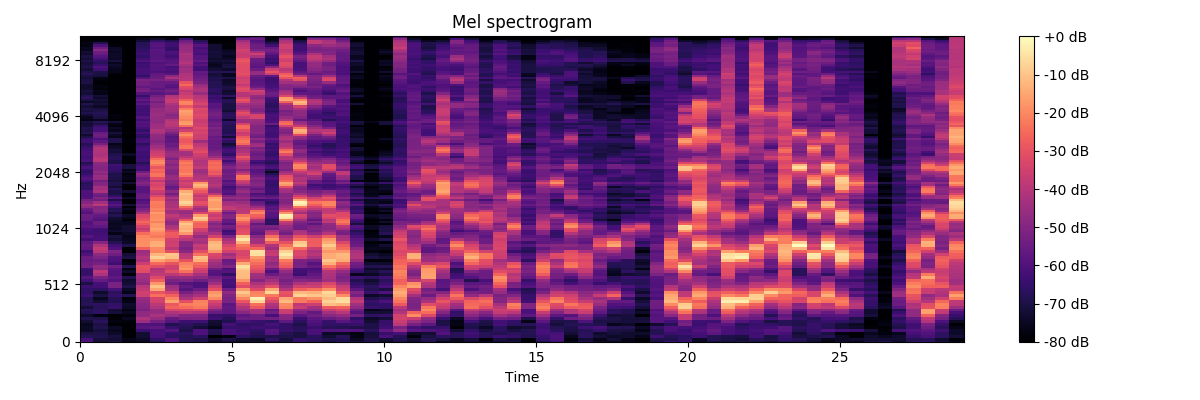 Mel spectrogram
+0 dB
8192
-10 dB
4096
-20 dB
-30 dB
2048
Hz
-40 dB
1024
-50 dB
-60 dB
512
-70 dB
0
-80 dB
0 5 10 15 20 25
Time